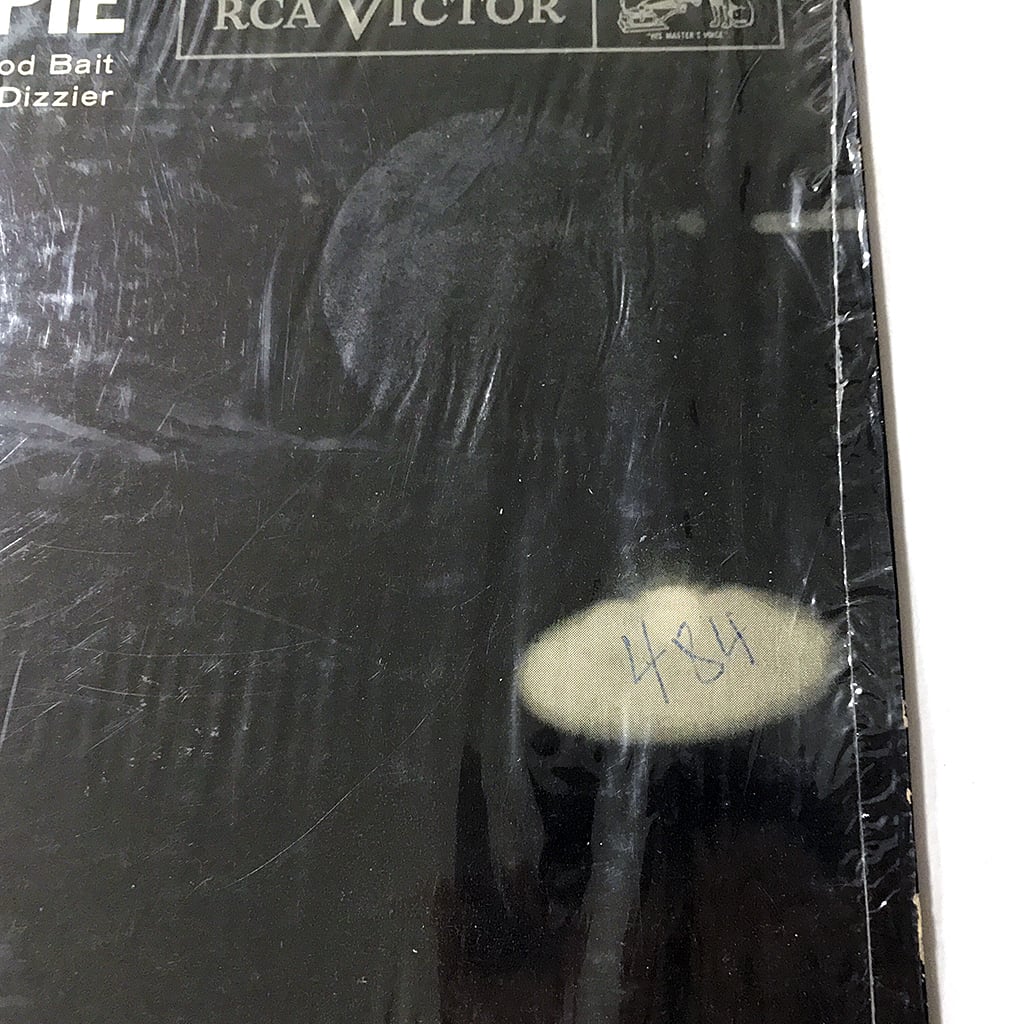 PIE
RCA VICTOR
"HIS MASTER'S VOICE"
od Bait
Dizzier
484